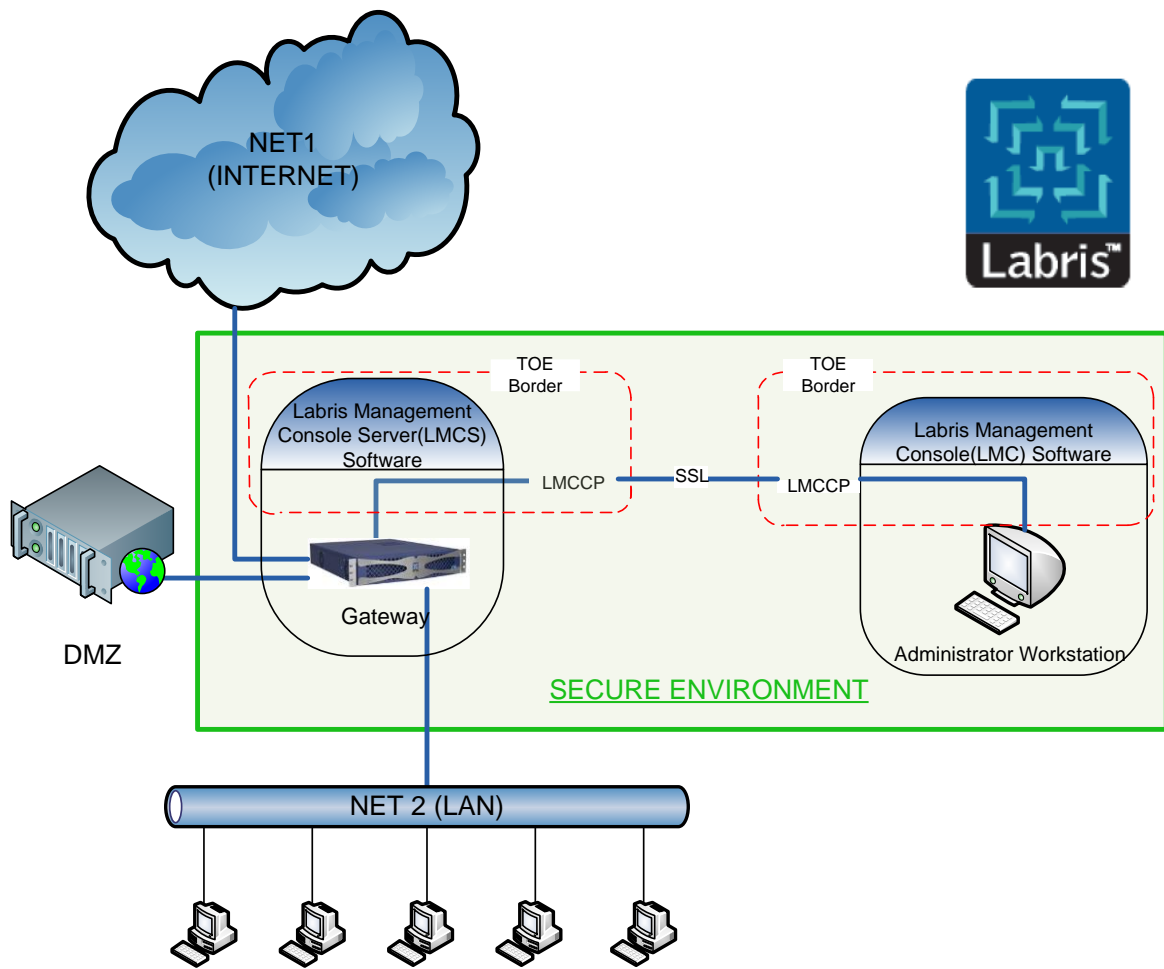 NET1
(INTERNET)
Labris™
TOE
Border
TOE
Border
Labris Management
Console Server(LMCS)
Software
Labris Management
Console(LMC) Software
LMCCP
SSL
LMCCP
Gateway
DMZ
Administrator Workstation
SECURE ENVIRONMENT
NET 2 (LAN)